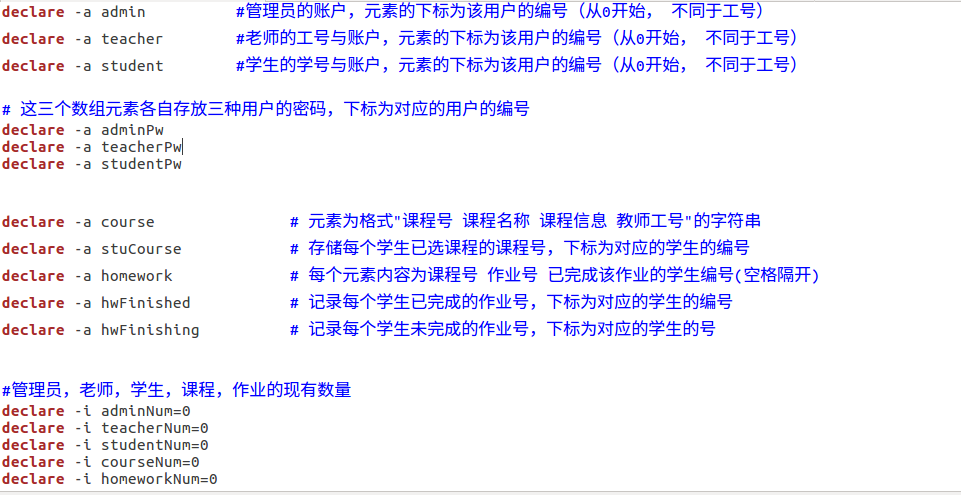 declare -a admin #管理员的账户，元素的下标为该用户的编号（从0开始， 不同于工号）
declare -a teacher #老师的工号与账户，元素的下标为该用户的编号（从0开始， 不同于工号）
declare -a student #学生的学号与账户，元素的下标为该用户的编号（从0开始， 不同于工号）
# 这三个数组元素各自存放三种用户的密码，下标为对应的用户的编号
declare -a adminPw
declare -a teacherPw
declare -a studentPw
declare -a course # 元素为格式"课程号 课程名称 课程信息 教师工号"的字符串
declare -a stuCourse # 存储每个学生已选课程的课程号，下标为对应的学生的编号
declare -a homework # 每个元素内容为课程号 作业号 已完成该作业的学生编号(空格隔开)
declare -a hwFinished # 记录每个学生已完成的作业号，下标为对应的学生的编号
declare -a hwFinishing # 记录每个学生未完成的作业号，下标为对应的学生的号
#管理员，老师，学生，课程，作业的现有数量
declare -i adminNum=0
declare -i teacherNum=0
declare -i studentNum=0
declare -i courseNum=0
declare -i homeworkNum=0